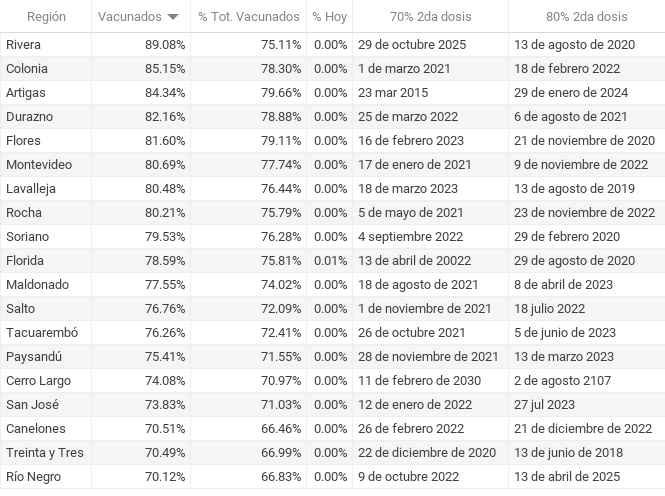 Región Vacunados % Tot. Vacunados % Hoy 70% 2da dosis 80% 2da dosis
Rivera 89.08% 75.11% 0.00% 29 de octubre 2025 13 de agosto de 2020
Colonia 85.15% 78.30% 0.00% 1 de marzo 2021 18 de febrero 2022
Artigas 84.34% 79.66% 0.00% 23 mar 2015 29 de enero de 2024
Durazno 82.16% 78.88% 0.00% 25 de marzo 2022 6 de agosto de 2021
Flores 81.60% 79.11% 0.00% 16 de febrero 2023 21 de noviembre de 2020
Montevideo 80.69% 77.74% 0.00% 17 de enero de 2021 9 de noviembre de 2022
Lavalleja 80.48% 76.44% 0.00% 18 de marzo 2023 13 de agosto de 2019
Rocha 80.21% 75.79% 0.00% 5 de mayo de 2021 23 de noviembre de 2022
Soriano 79.53% 76.28% 0.00% 4 septiembre 2022 29 de febrero 2020
Florida 78.59% 75.81% 0.01% 13 de abril de 20022 29 de agosto de 2020
Maldonado 77.55% 74.02% 0.00% 18 de agosto de 2021 8 de abril de 2023
Salto 76.76% 72.09% 0.00% 1 de noviembre de 2021 18 julio 2022
Tacuarembó 76.26% 72.41% 0.00% 26 de octubre 2021 5 de junio de 2023
Paysandú 75.41% 71.55% 0.00% 28 de noviembre de 2021 13 de marzo 2023
Cerro Largo 74.08% 70.97% 0.00% 11 de febrero de 2030 2 de agosto 2107
San José 73.83% 71.03% 0.00% 12 de enero de 2022 27 jul 2023
Canelones 70.51% 66.46% 0.00% 26 de febrero 2022 21 de diciembre de 2022
Treinta y Tres 70.49% 66.99% 0.00% 22 de diciembre de 2020 13 de junio de 2018
Río Negro 70.12% 66.83% 0.00% 9 de octubre 2022 13 de abril de 2025